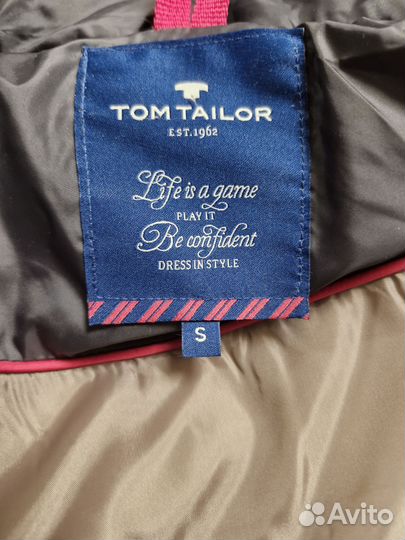 TOM TAILOR
EST. 1962
Life is a game
PLAY IT
Be confident
DRESS IN STYLE
S
Avito